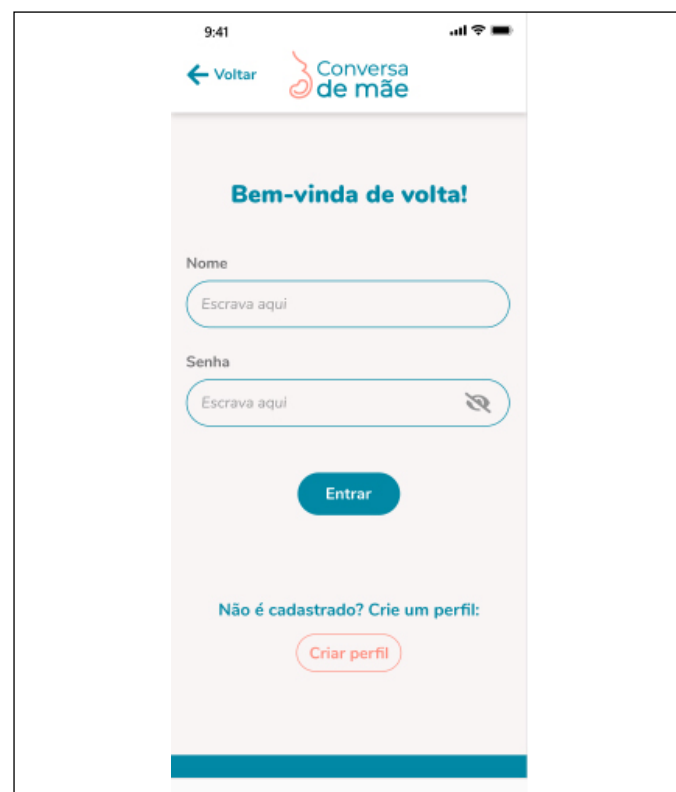 9:41
Voltar
Conversa
de mãe
Bem-vinda de volta!
Nome
Escrava aqui
Senha
Escrava aqui
Entrar
Não é cadastrado? Crie um perfil:
Criar perfil